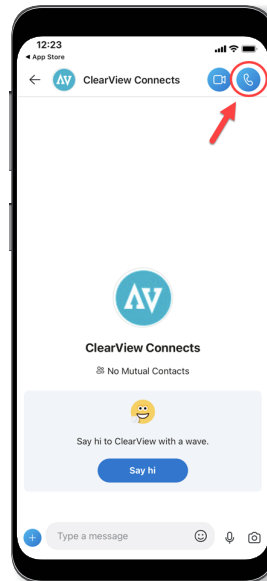 12:23
◀ App Store
ClearView Connects
AV
ClearView Connects
No Mutual Contacts
Say hi to ClearView with a wave.
Say hi
Type a message